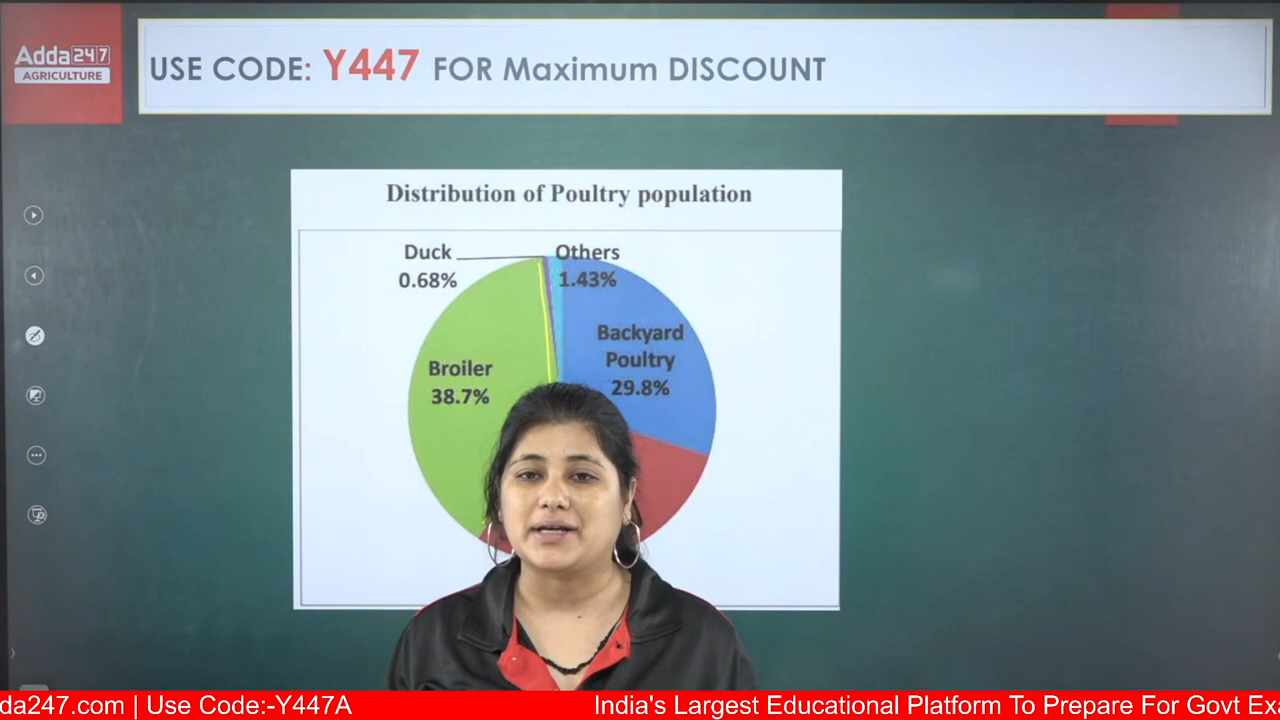 Adda247
AGRICULTURE
USE CODE: Y447 FOR Maximum DISCOUNT
Distribution of Poultry population
Duck
0.68%
Others
1.43%
Backyard
Poultry
29.8%
Broiler
38.7%
da247.com | Use Code:-Y447A
India's Largest Educational Platform To Prepare For Govt Exa